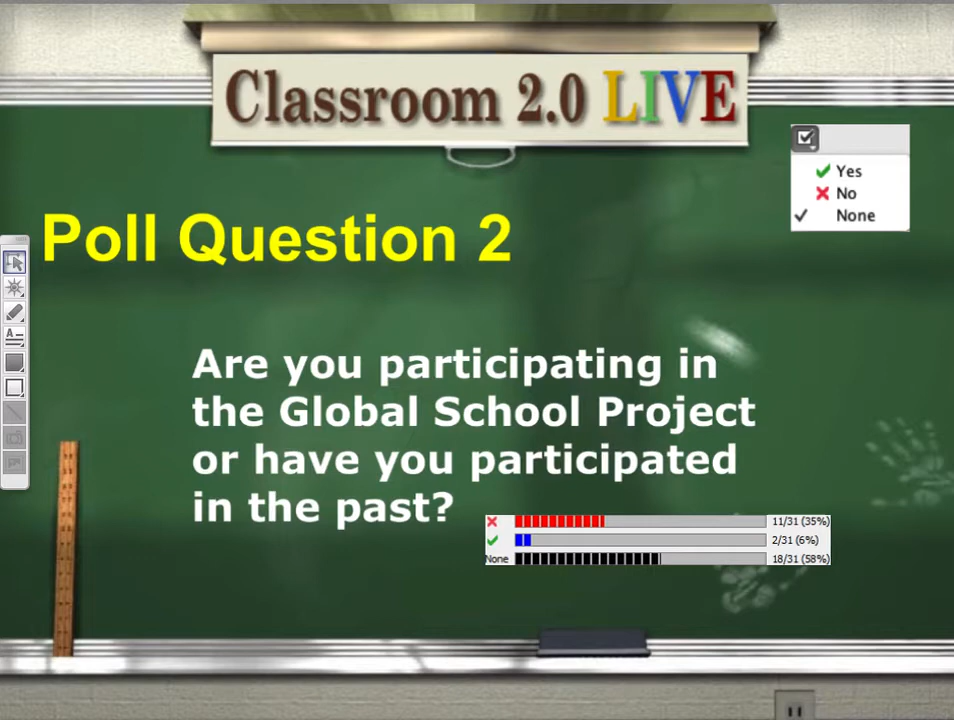 Classroom 2.0 LIVE
Yes
No
None
Poll Question 2
Are you participating in
the Global School Project
or have you participated
in the past?
11/31 (35%)
2/31 (6%)
None 18/31 (58%)